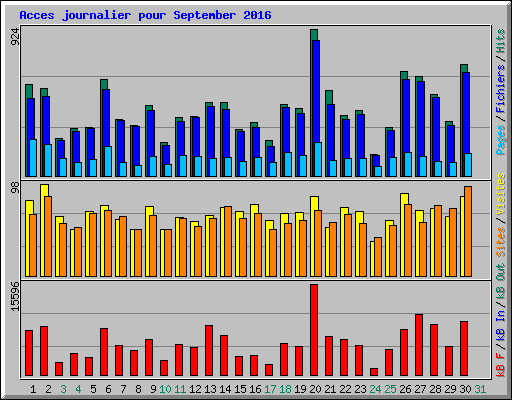 Acces journalier pour September 2016
924
98
15596
Pages / Fichiers / Hits
Sites / Visites
kB F / kB In / kB Out
1 2 3 4 5 6 7 8 9 10 11 12 13 14 15 16 17 18 19 20 21 22 23 24 25 26 27 28 29 30 31